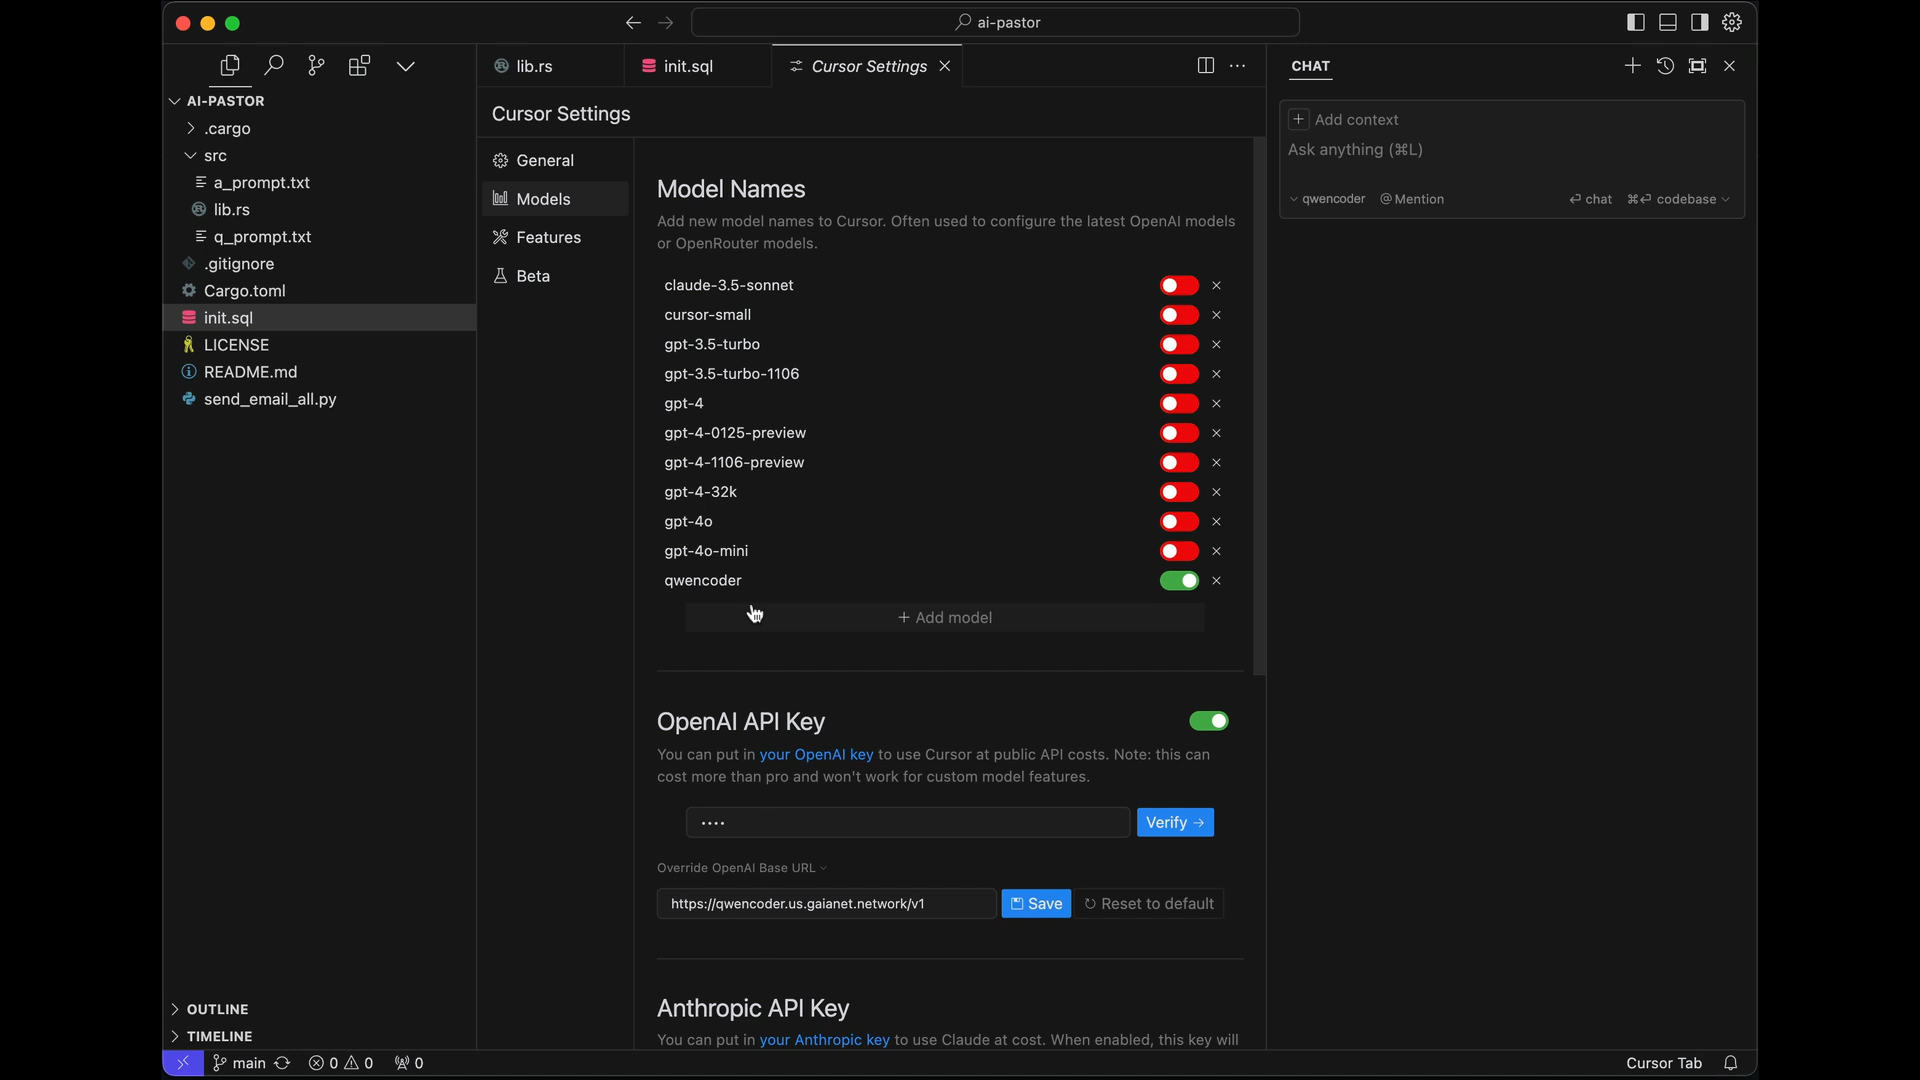 ai-pastor
lib.rs
init.sql
Cursor Settings
CHAT
AI-PASTOR
.cargo
src
a_prompt.txt
lib.rs
q_prompt.txt
.gitignore
Cargo.toml
init.sql
LICENSE
README.md
send_email_all.py
OUTLINE
TIMELINE
Cursor Settings
General
Models
Features
Beta
Model Names
Add new model names to Cursor. Often used to configure the latest OpenAI models
or OpenRouter models.
claude-3.5-sonnet
cursor-small
gpt-3.5-turbo
gpt-3.5-turbo-1106
gpt-4
gpt-4-0125-preview
gpt-4-1106-preview
gpt-4-32k
gpt-4o
gpt-4o-mini
qwencoder
+ Add model
OpenAI API Key
You can put in your OpenAI key to use Cursor at public API costs. Note: this can
cost more than pro and won't work for custom model features.
••••
Verify →
Override OpenAI Base URL
https://qwencoder.us.gaianet.network/v1
Save
Reset to default
Anthropic API Key
You can put in your Anthropic key to use Claude at cost. When enabled, this key will
+ Add context
Ask anything (⌘L)
qwencoder @ Mention
⏎ chat ⌘⏎ codebase
main
0
0
0
Cursor Tab